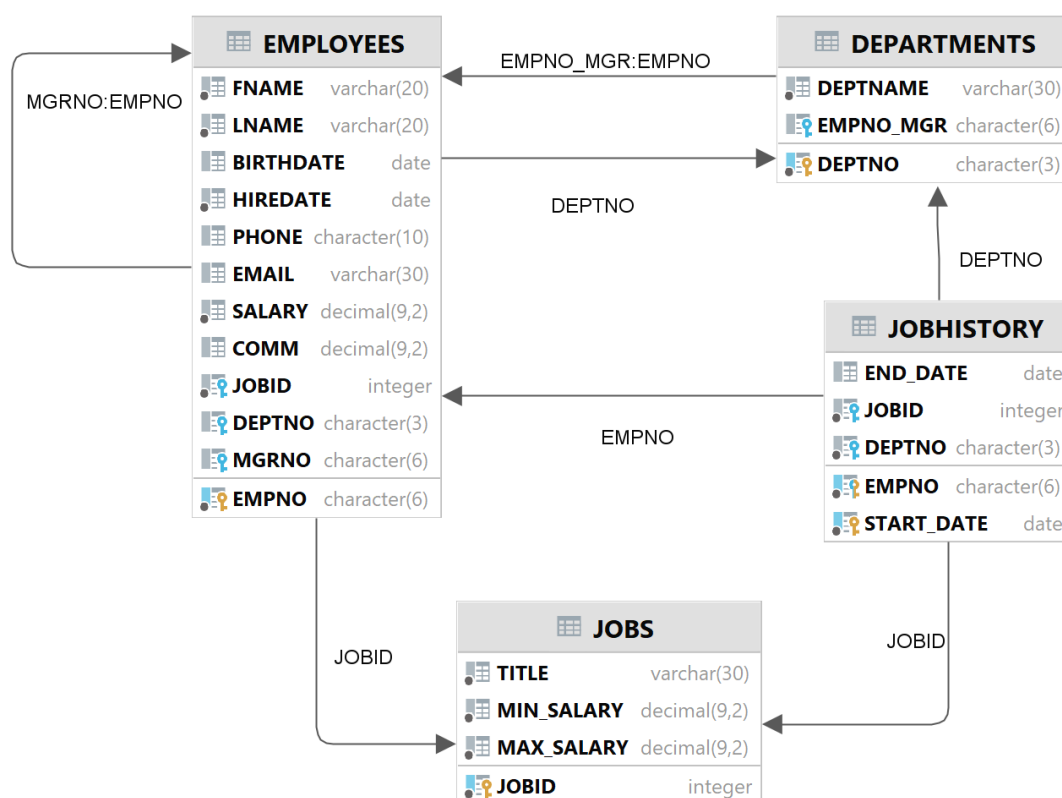 EMPLOYEES
FNAME varchar(20)
LNAME varchar(20)
BIRTHDATE date
HIREDATE date
PHONE character(10)
EMAIL varchar(30)
SALARY decimal(9,2)
COMM decimal(9,2)
JOBID integer
DEPTNO character(3)
MGRNO character(6)
EMPNO character(6)
MGRNO:EMPNO
EMPNO_MGR:EMPNO
DEPTNO
DEPARTMENTS
DEPTNAME varchar(30)
EMPNO_MGR character(6)
DEPTNO character(3)
DEPTNO
JOBHISTORY
END_DATE date
JOBID integer
DEPTNO character(3)
EMPNO character(6)
START_DATE date
EMPNO
JOBID
JOBID
JOBS
TITLE varchar(30)
MIN_SALARY decimal(9,2)
MAX_SALARY decimal(9,2)
JOBID integer